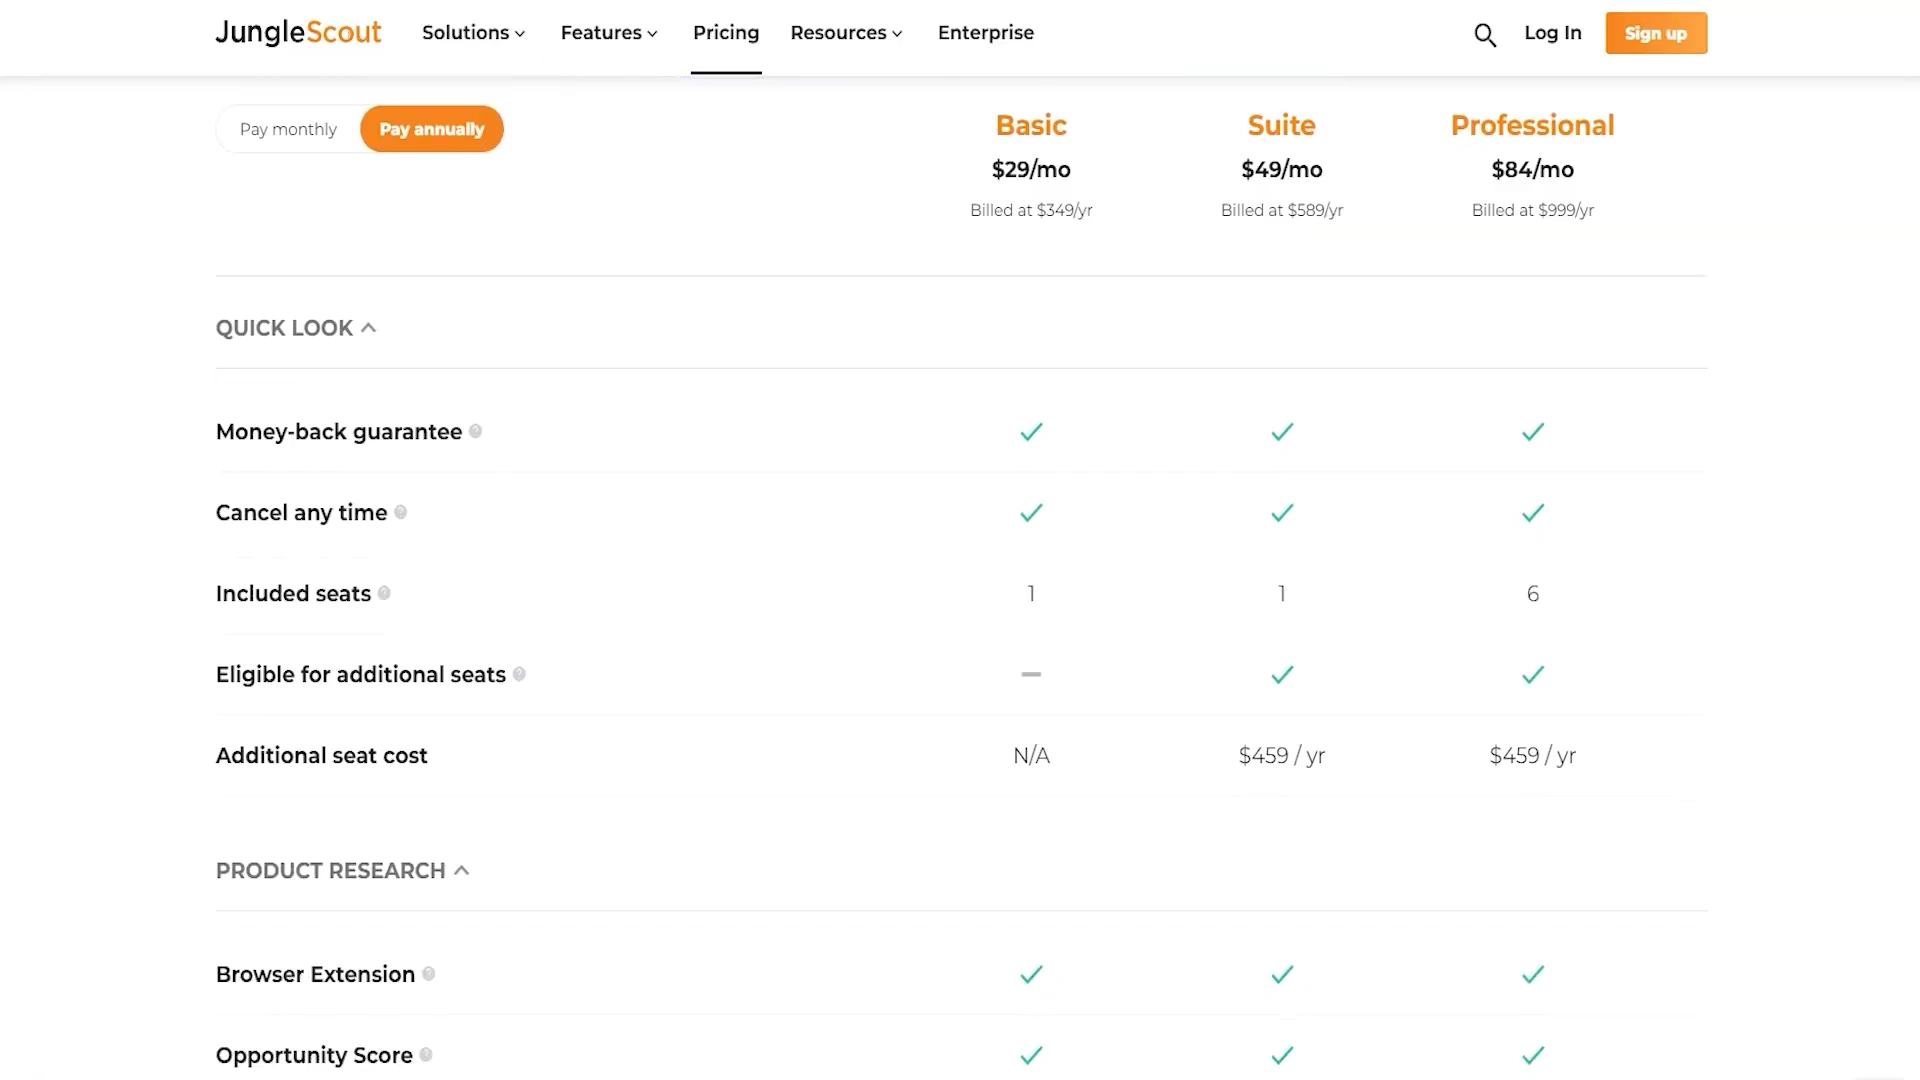 JungleScout Solutions Features Pricing Resources Enterprise Log In Sign up
Pay monthly Pay annually
Basic Suite Professional
$29/mo $49/mo $84/mo
Billed at $349/yr Billed at $589/yr Billed at $999/yr
QUICK LOOK
Money-back guarantee ?
Cancel any time ?
Included seats ? 1 1 6
Eligible for additional seats ? –
Additional seat cost N/A $459 / yr $459 / yr
PRODUCT RESEARCH
Browser Extension ?
Opportunity Score ?